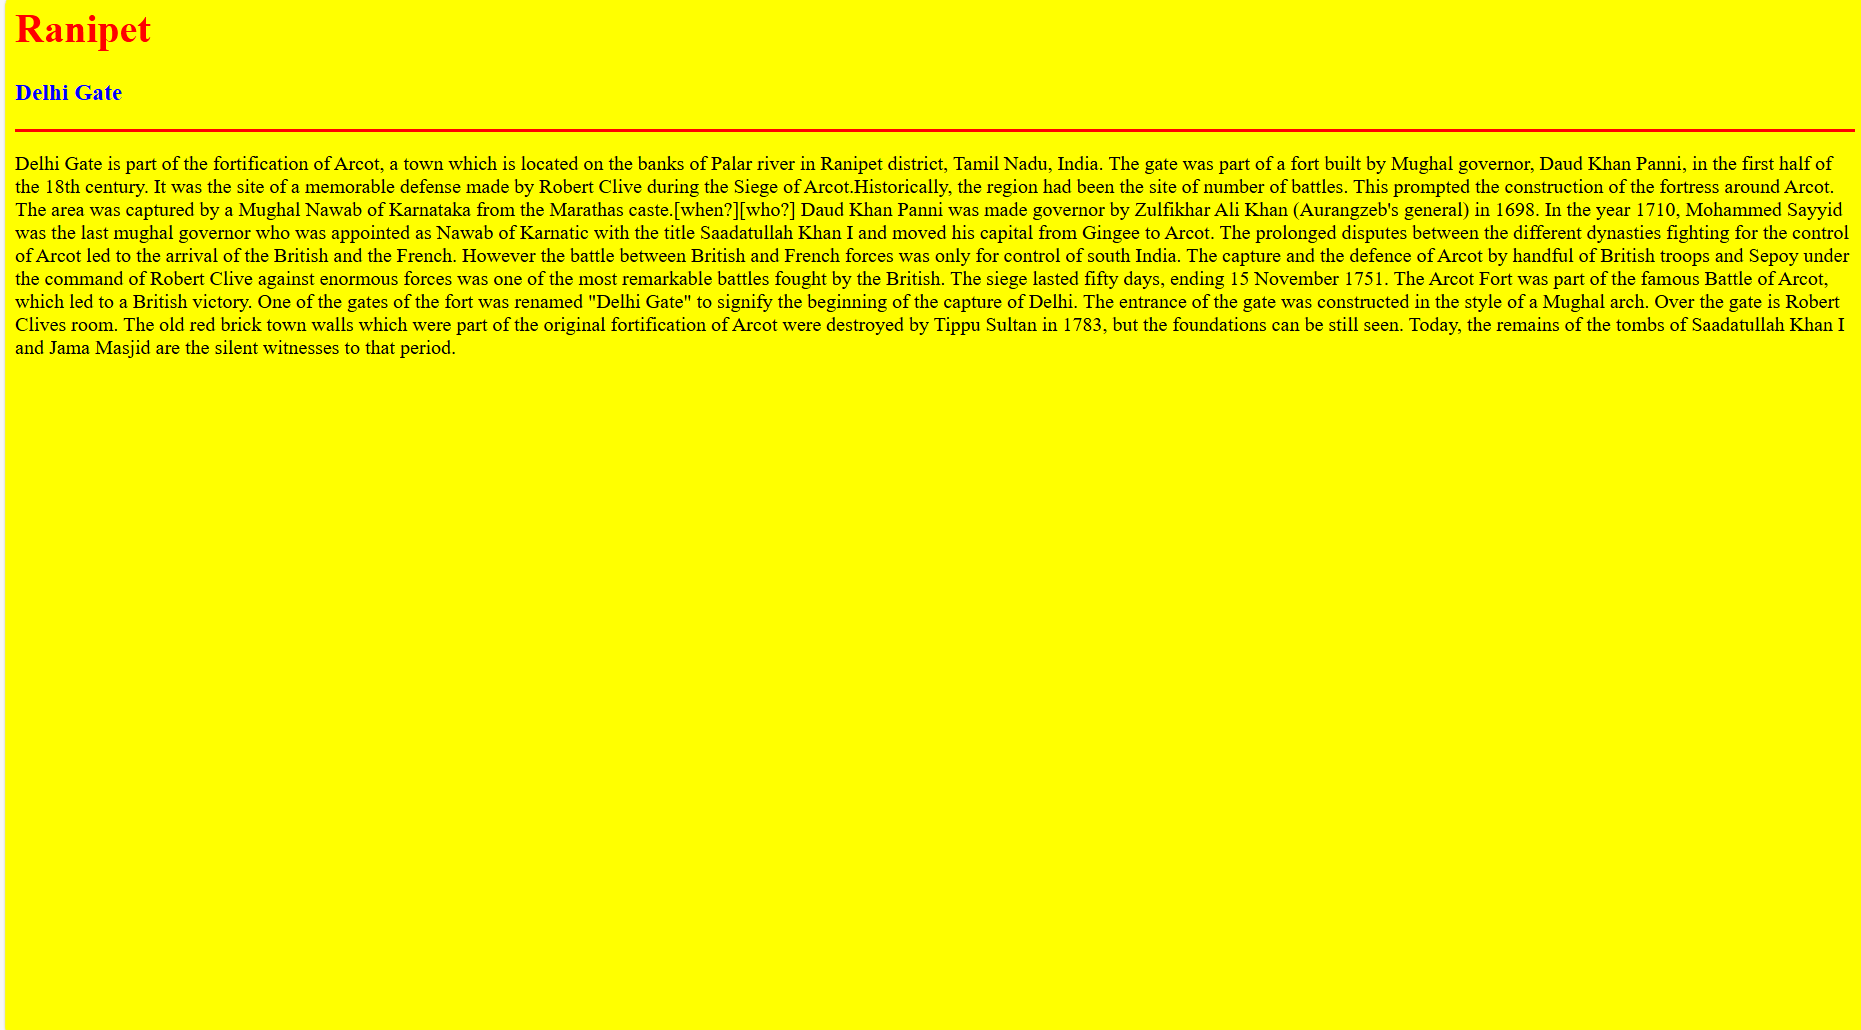 Ranipet
Delhi Gate
Delhi Gate is part of the fortification of Arcot, a town which is located on the banks of Palar river in Ranipet district, Tamil Nadu, India. The gate was part of a fort built by Mughal governor, Daud Khan Panni, in the first half of
the 18th century. It was the site of a memorable defense made by Robert Clive during the Siege of Arcot.Historically, the region had been the site of number of battles. This prompted the construction of the fortress around Arcot.
The area was captured by a Mughal Nawab of Karnataka from the Marathas caste.[when?][who?] Daud Khan Panni was made governor by Zulfikhar Ali Khan (Aurangzeb's general) in 1698. In the year 1710, Mohammed Sayyid
was the last mughal governor who was appointed as Nawab of Karnatic with the title Saadatullah Khan I and moved his capital from Gingee to Arcot. The prolonged disputes between the different dynasties fighting for the control
of Arcot led to the arrival of the British and the French. However the battle between British and French forces was only for control of south India. The capture and the defence of Arcot by handful of British troops and Sepoy under
the command of Robert Clive against enormous forces was one of the most remarkable battles fought by the British. The siege lasted fifty days, ending 15 November 1751. The Arcot Fort was part of the famous Battle of Arcot,
which led to a British victory. One of the gates of the fort was renamed "Delhi Gate" to signify the beginning of the capture of Delhi. The entrance of the gate was constructed in the style of a Mughal arch. Over the gate is Robert
Clives room. The old red brick town walls which were part of the original fortification of Arcot were destroyed by Tippu Sultan in 1783, but the foundations can be still seen. Today, the remains of the tombs of Saadatullah Khan I
and Jama Masjid are the silent witnesses to that period.